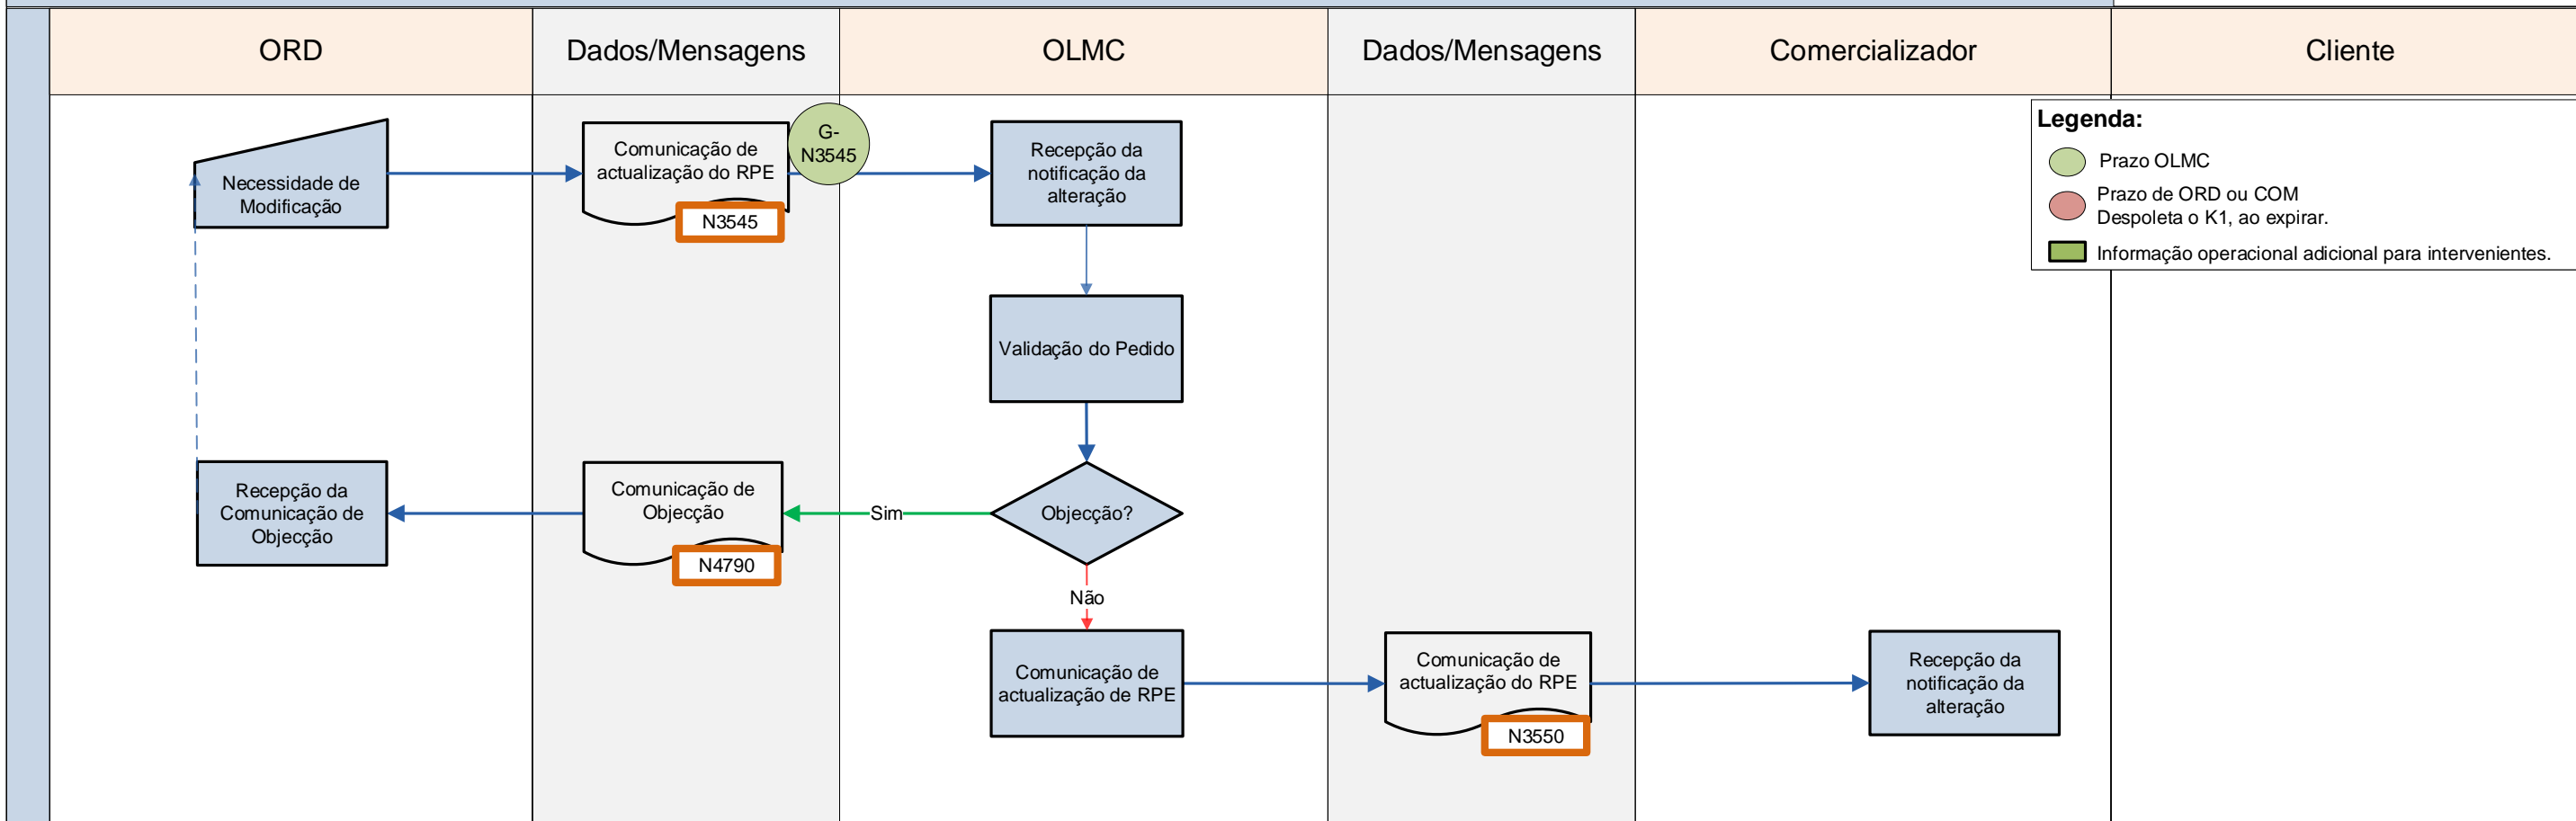 ORD
Dados/Mensagens
OLMC
Dados/Mensagens
Comercializador
Cliente
Legenda:
Prazo OLMC
Prazo de ORD ou COM
Despoleta o K1, ao expirar.
Informação operacional adicional para intervenientes.
Necessidade de
Modificação
Comunicação de
actualização do RPE
N3545
G-
N3545
Recepção da
notificação da
alteração
Validação do Pedido
Objecção?
Sim
Comunicação de
Objecção
N4790
Recepção da
Comunicação de
Objecção
Não
Comunicação de
actualização de RPE
Comunicação de
actualização do RPE
N3550
Recepção da
notificação da
alteração